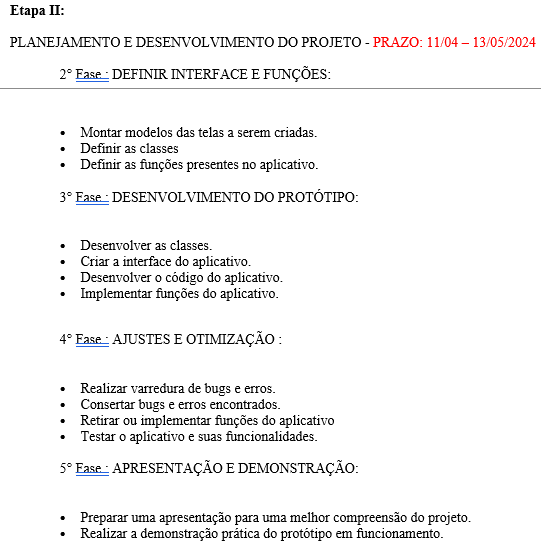 Etapa II:
PLANEJAMENTO E DESENVOLVIMENTO DO PROJETO - PRAZO: 11/04 – 13/05/2024
2° Fase.: DEFINIR INTERFACE E FUNÇÕES:
• Montar modelos das telas a serem criadas.
• Definir as classes
• Definir as funções presentes no aplicativo.
3° Fase.: DESENVOLVIMENTO DO PROTÓTIPO:
• Desenvolver as classes.
• Criar a interface do aplicativo.
• Desenvolver o código do aplicativo.
• Implementar funções do aplicativo.
4° Fase.: AJUSTES E OTIMIZAÇÃO :
• Realizar varredura de bugs e erros.
• Consertar bugs e erros encontrados.
• Retirar ou implementar funções do aplicativo
• Testar o aplicativo e suas funcionalidades.
5° Fase.: APRESENTAÇÃO E DEMONSTRAÇÃO:
• Preparar uma apresentação para uma melhor compreensão do projeto.
• Realizar a demonstração prática do protótipo em funcionamento.